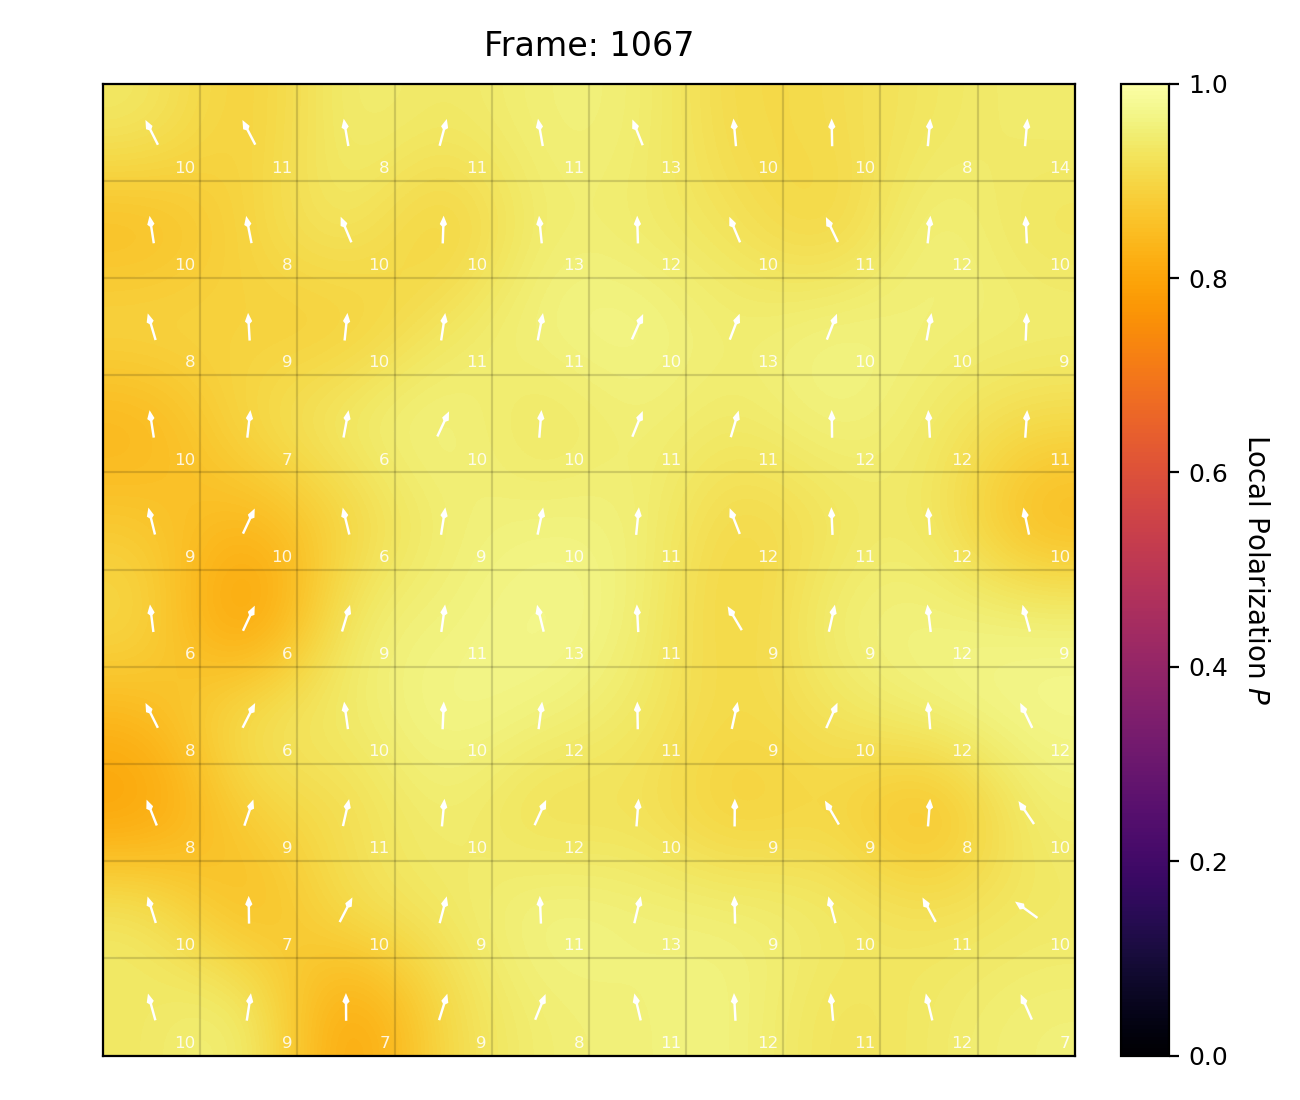 Frame: 1067
10 11 8 11 11 13 10 10 8 14
10 8 10 10 13 12 10 11 12 10
8 9 10 11 11 10 13 10 10 9
10 7 6 10 10 11 11 12 12 11
9 10 6 9 10 11 12 11 12 10
6 6 9 11 13 11 9 9 12 9
8 6 10 10 12 11 9 10 12 12
8 9 11 10 12 10 9 9 8 10
10 7 10 9 11 13 9 10 11 10
10 9 7 9 8 11 12 11 12 7
1.0
0.8
0.6
0.4
0.2
0.0
Local Polarization P